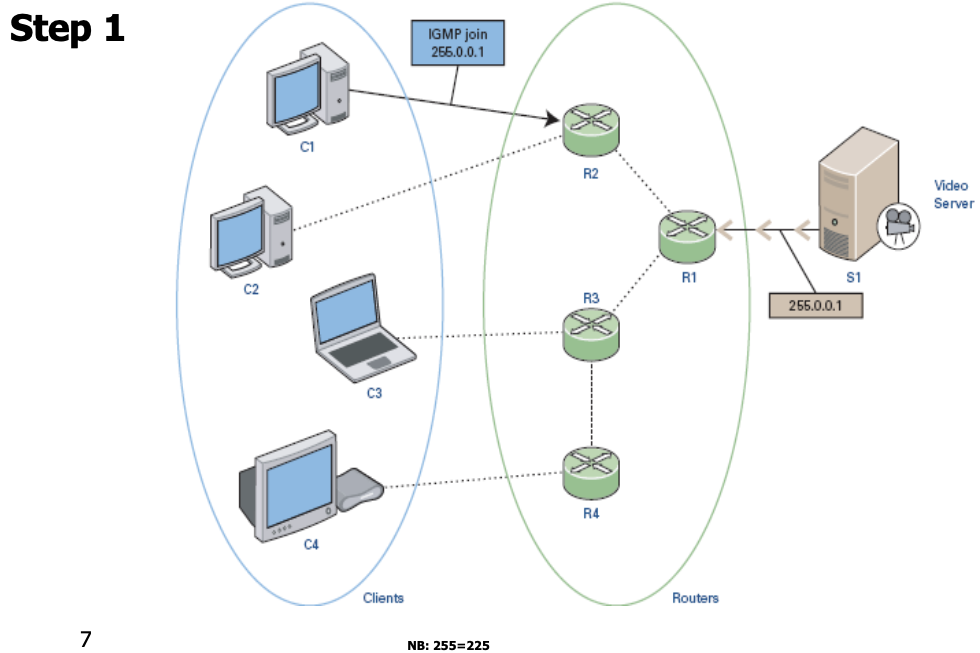 Step 1
IGMP join
255.0.0.1
C1
R2
Video
Server
C2
R1
S1
R3
255.0.0.1
C3
R4
C4
Clients
Routers
7
NB: 255=225